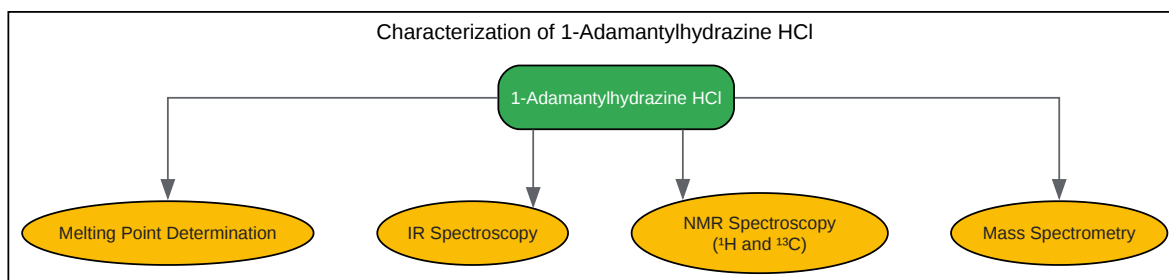 Characterization of 1-Adamantylhydrazine HCl
1-Adamantylhydrazine HCl
Melting Point Determination
IR Spectroscopy
NMR Spectroscopy
(¹H and ¹³C)
Mass Spectrometry